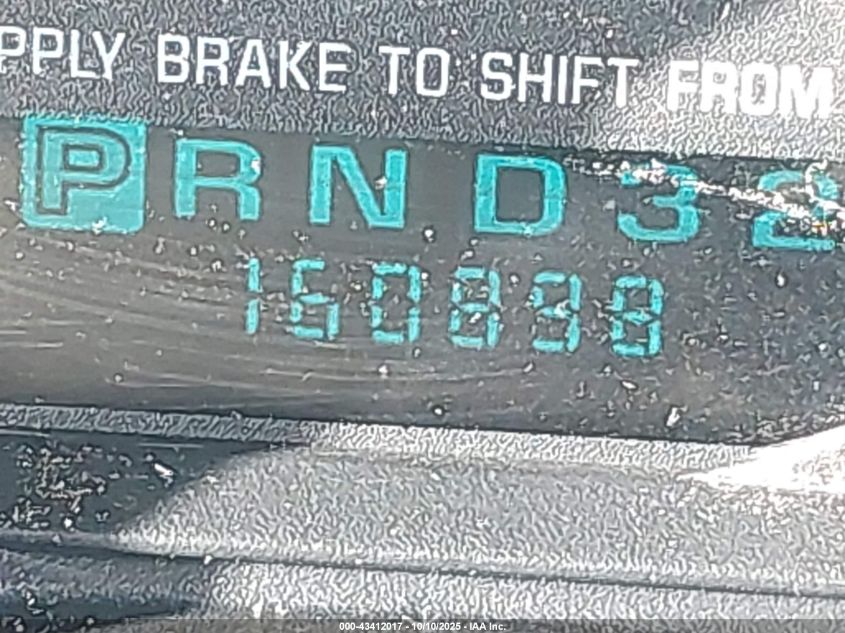 PPLY BRAKE TO SHIFT FROM
P R N D 3 2
160898
000-43412017 - 10/10/2025 - IAA Inc.